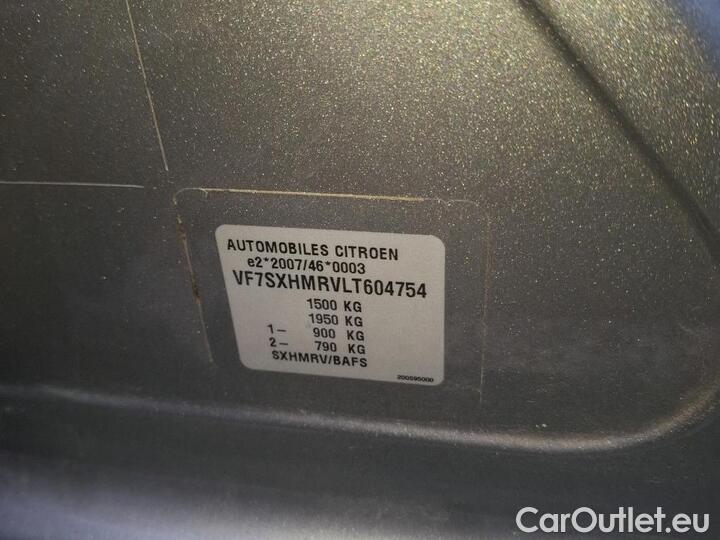 AUTOMOBILES CITROEN
e2*2007/46*0003
VF7SXHMRVLT604754
1500 KG
1950 KG
1- 900 KG
2- 790 KG
SXHMRV/BAFS
200595000
CarOutlet.eu